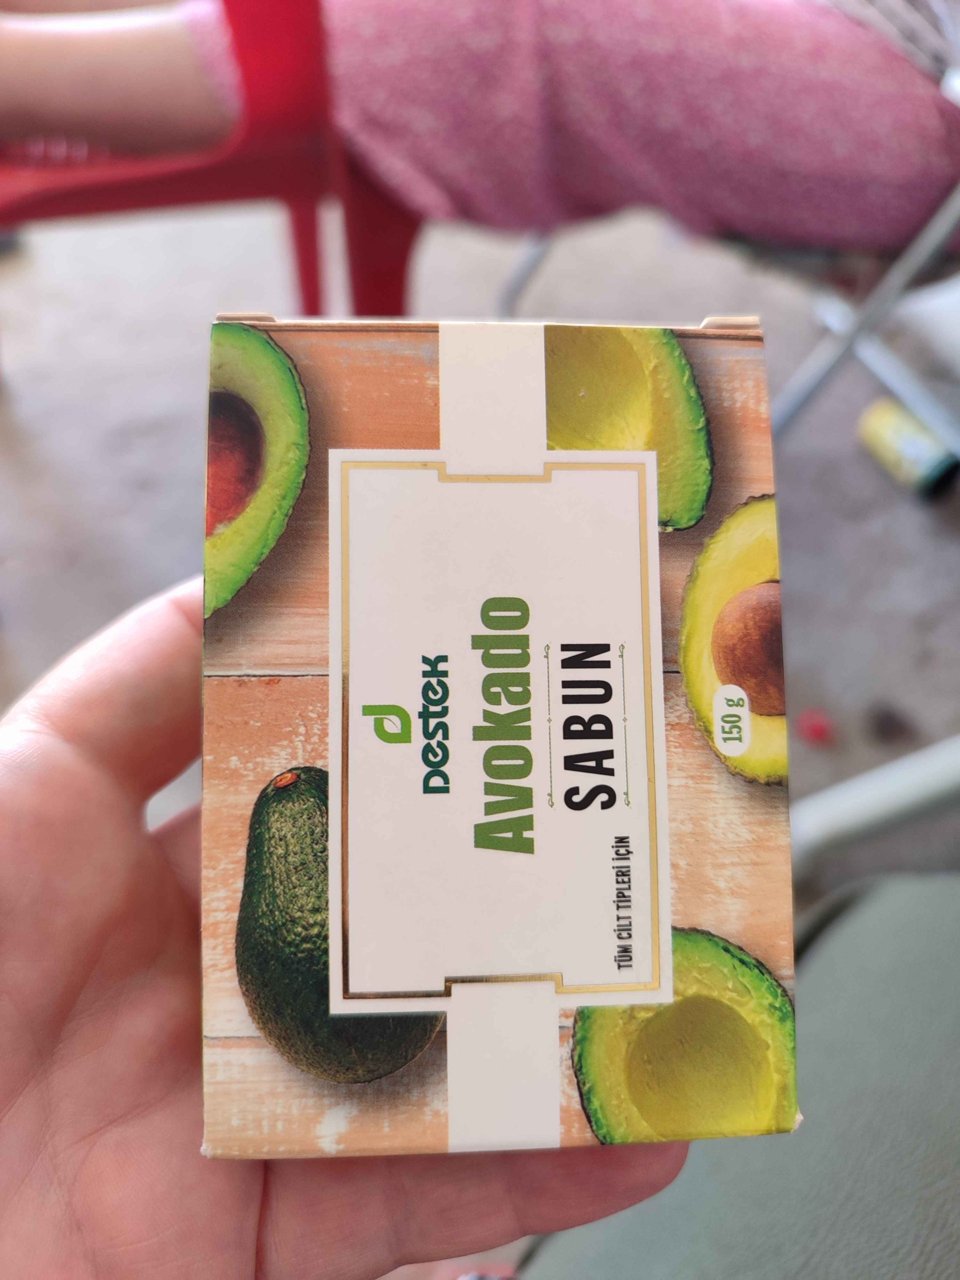 Destek
Avokado
SABUN
TÜM CİLT TİPLERİ İÇİN
150 g